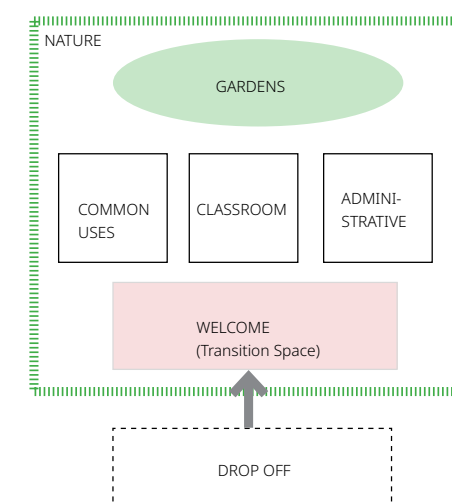 NATURE
GARDENS
COMMON
USES
CLASSROOM
ADMINI-
STRATIVE
WELCOME
(Transition Space)
DROP OFF